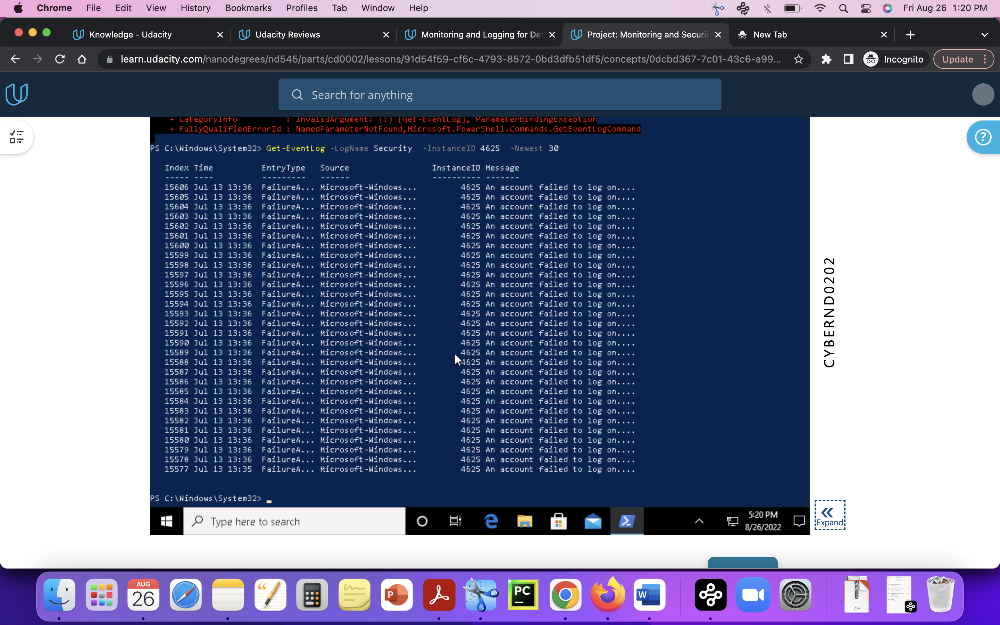 Chrome File Edit View History Bookmarks Profiles Tab Window Help Fri Aug 26 1:20 PM
Knowledge - Udacity Udacity Reviews Monitoring and Logging for Det Project: Monitoring and Securin New Tab
learn.udacity.com/nanodegrees/nd545/parts/cd0002/lessons/91d54f59-cf6c-4793-8572-0bd3dfb51df5/concepts/0dcbd367-7c01-43c6-a99... Incognito Update
Search for anything
+ CategoryInfo : InvalidArgument: (:) [Get-EventLog], ParameterBindingException
+ FullyQualifiedErrorId : NamedParameterNotFound,Microsoft.PowerShell.Commands.GetEventLogCommand
PS C:\Windows\System32> Get-EventLog -LogName Security -InstanceID 4625 -Newest 30
Index Time EntryType Source InstanceID Message
----- ---- --------- ------ ---------- -------
15606 Jul 13 13:36 FailureA... Microsoft-Windows... 4625 An account failed to log on....
15605 Jul 13 13:36 FailureA... Microsoft-Windows... 4625 An account failed to log on....
15604 Jul 13 13:36 FailureA... Microsoft-Windows... 4625 An account failed to log on....
15603 Jul 13 13:36 FailureA... Microsoft-Windows... 4625 An account failed to log on....
15602 Jul 13 13:36 FailureA... Microsoft-Windows... 4625 An account failed to log on....
15601 Jul 13 13:36 FailureA... Microsoft-Windows... 4625 An account failed to log on....
15600 Jul 13 13:36 FailureA... Microsoft-Windows... 4625 An account failed to log on....
15599 Jul 13 13:36 FailureA... Microsoft-Windows... 4625 An account failed to log on....
15598 Jul 13 13:36 FailureA... Microsoft-Windows... 4625 An account failed to log on....
15597 Jul 13 13:36 FailureA... Microsoft-Windows... 4625 An account failed to log on....
15596 Jul 13 13:36 FailureA... Microsoft-Windows... 4625 An account failed to log on....
15595 Jul 13 13:36 FailureA... Microsoft-Windows... 4625 An account failed to log on....
15594 Jul 13 13:36 FailureA... Microsoft-Windows... 4625 An account failed to log on....
15593 Jul 13 13:36 FailureA... Microsoft-Windows... 4625 An account failed to log on....
15592 Jul 13 13:36 FailureA... Microsoft-Windows... 4625 An account failed to log on....
15591 Jul 13 13:36 FailureA... Microsoft-Windows... 4625 An account failed to log on....
15590 Jul 13 13:36 FailureA... Microsoft-Windows... 4625 An account failed to log on....
15589 Jul 13 13:36 FailureA... Microsoft-Windows... 4625 An account failed to log on....
15588 Jul 13 13:36 FailureA... Microsoft-Windows... 4625 An account failed to log on....
15587 Jul 13 13:36 FailureA... Microsoft-Windows... 4625 An account failed to log on....
15586 Jul 13 13:36 FailureA... Microsoft-Windows... 4625 An account failed to log on....
15585 Jul 13 13:36 FailureA... Microsoft-Windows... 4625 An account failed to log on....
15584 Jul 13 13:36 FailureA... Microsoft-Windows... 4625 An account failed to log on....
15583 Jul 13 13:36 FailureA... Microsoft-Windows... 4625 An account failed to log on....
15582 Jul 13 13:36 FailureA... Microsoft-Windows... 4625 An account failed to log on....
15581 Jul 13 13:36 FailureA... Microsoft-Windows... 4625 An account failed to log on....
15580 Jul 13 13:36 FailureA... Microsoft-Windows... 4625 An account failed to log on....
15579 Jul 13 13:36 FailureA... Microsoft-Windows... 4625 An account failed to log on....
15578 Jul 13 13:36 FailureA... Microsoft-Windows... 4625 An account failed to log on....
15577 Jul 13 13:35 FailureA... Microsoft-Windows... 4625 An account failed to log on....
PS C:\Windows\System32>
CYBERND0202
Expand
Type here to search
5:20 PM
8/26/2022
AUG
26
P
PC
W
ZIP